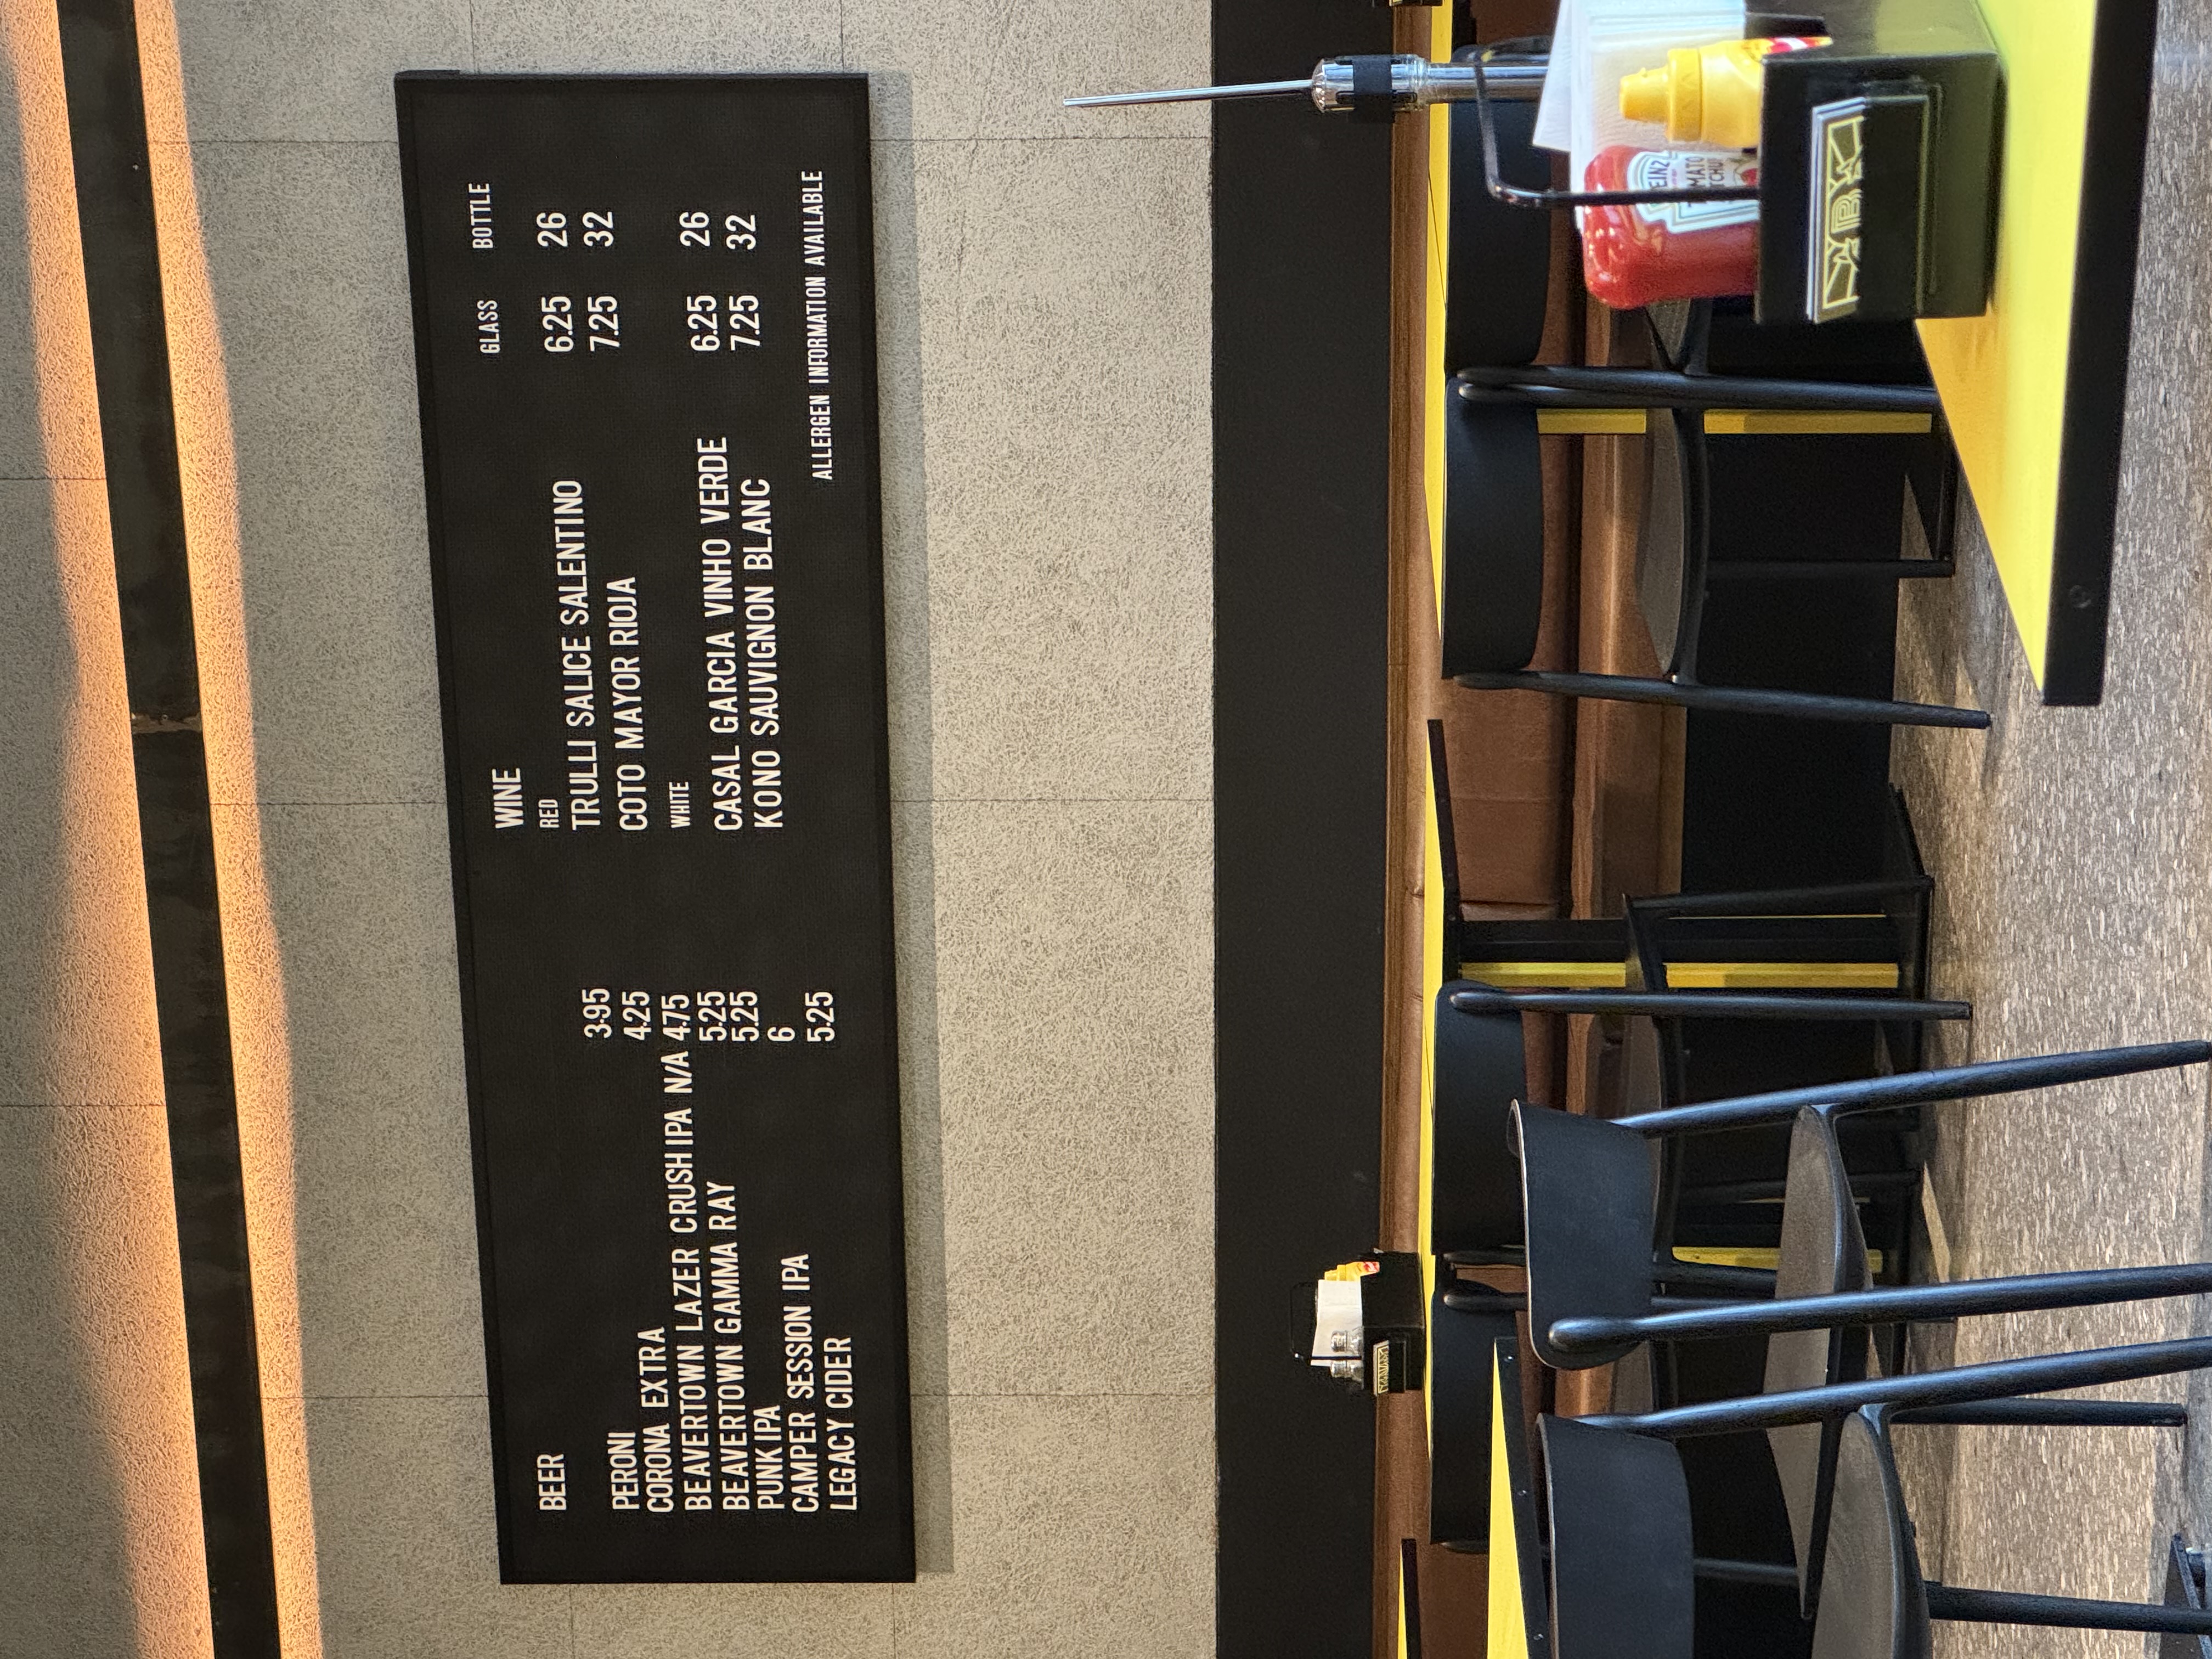 BEER
PERONI 3.95
CORONA EXTRA 4.25
BEAVERTOWN LAZER CRUSH IPA N/A 4.75
BEAVERTOWN GAMMA RAY 5.25
PUNK IPA 5.25
CAMPER SESSION IPA 6
LEGACY CIDER 5.25
WINE GLASS BOTTLE
RED
TRULLI SALICE SALENTINO 6.25 26
COTO MAYOR RIOJA 7.25 32
WHITE
CASAL GARCIA VINHO VERDE 6.25 26
KONO SAUVIGNON BLANC 7.25 32
ALLERGEN INFORMATION AVAILABLE